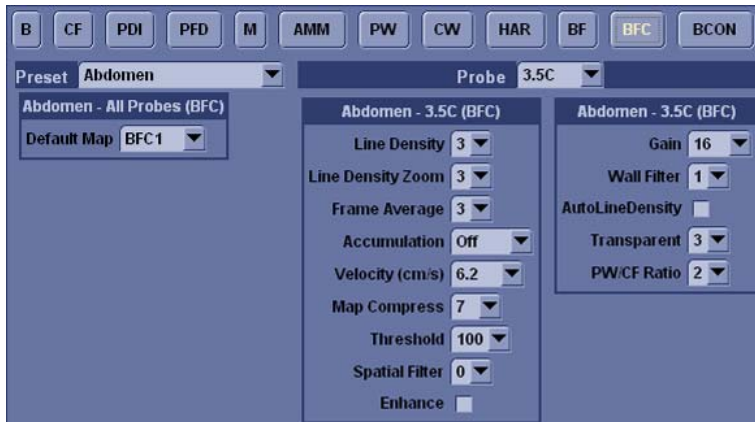 B CF PDI PFD M AMM PW CW HAR BF BFC BCON
Preset Abdomen Probe 3.5C
Abdomen - All Probes (BFC)
Default Map BFC1
Abdomen - 3.5C (BFC)
Line Density 3
Line Density Zoom 3
Frame Average 3
Accumulation Off
Velocity (cm/s) 6.2
Map Compress 7
Threshold 100
Spatial Filter 0
Enhance
Abdomen - 3.5C (BFC)
Gain 16
Wall Filter 1
AutoLineDensity
Transparent 3
PW/CF Ratio 2